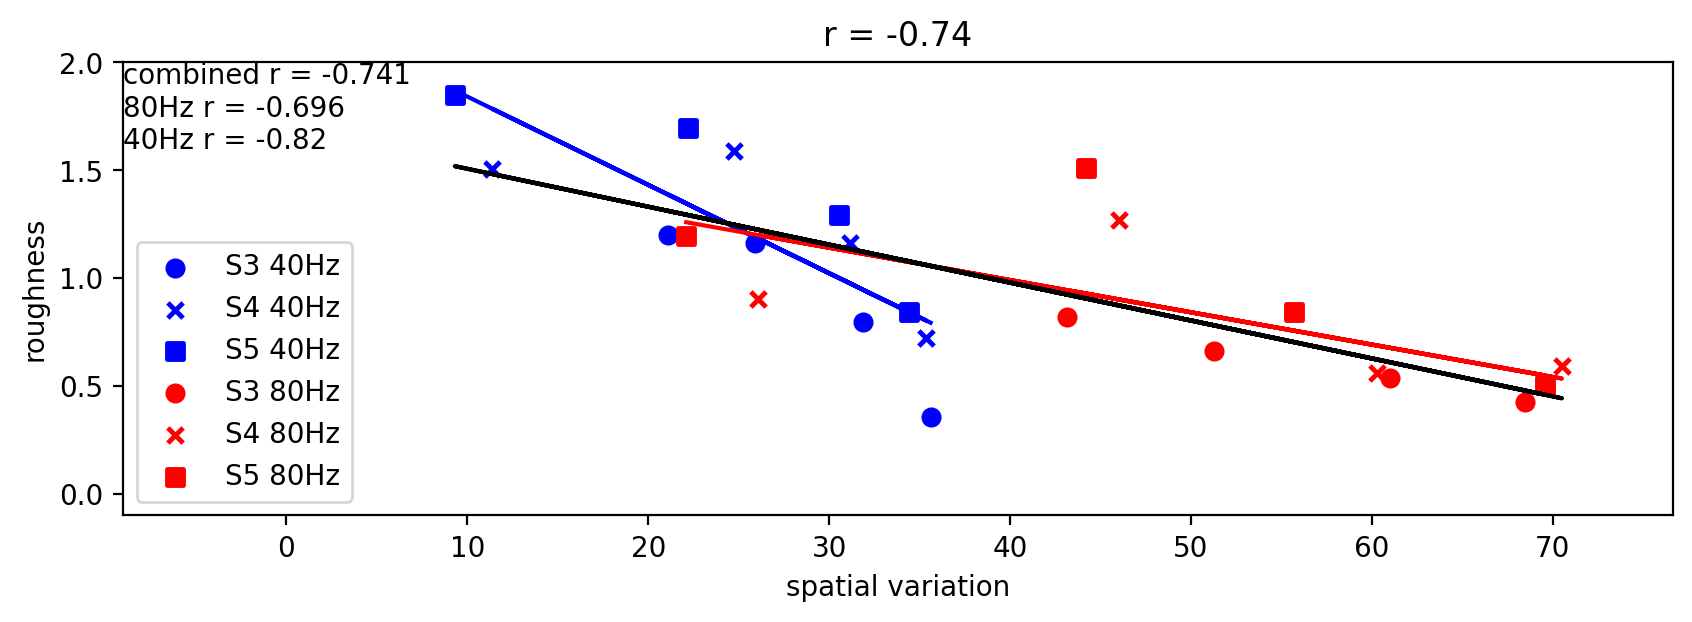 r = -0.74
combined r = -0.741
80Hz r = -0.696
40Hz r = -0.82
2.0
1.5
1.0
0.5
0.0
roughness
S3 40Hz
S4 40Hz
S5 40Hz
S3 80Hz
S4 80Hz
S5 80Hz
0 10 20 30 40 50 60 70
spatial variation